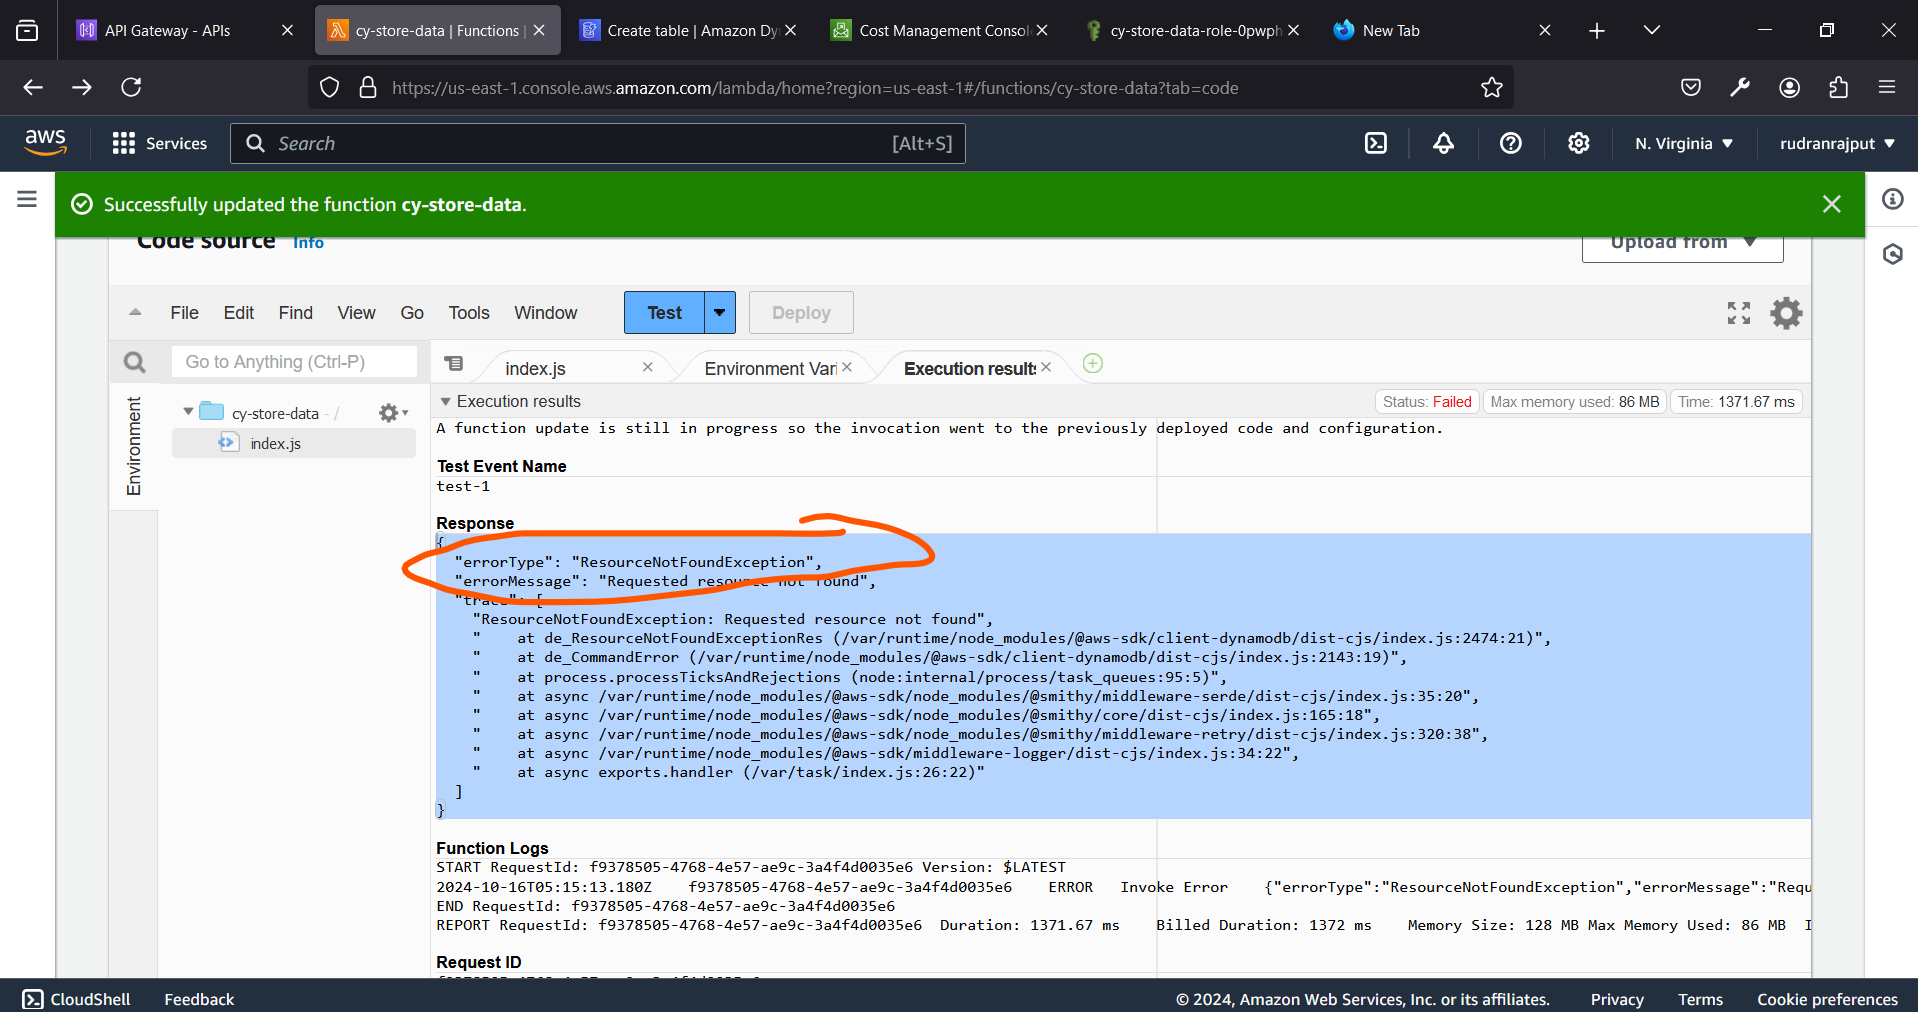 API Gateway - APIs
cy-store-data | Functions |
Create table | Amazon Dy
Cost Management Consol
cy-store-data-role-0pwph
New Tab
https://us-east-1.console.aws.amazon.com/lambda/home?region=us-east-1#/functions/cy-store-data?tab=code
aws
Services
Search
[Alt+S]
N. Virginia
rudranrajput
Successfully updated the function cy-store-data.
Code source Info
Upload from
File Edit Find View Go Tools Window
Test
Deploy
Go to Anything (Ctrl-P)
index.js
Environment Vari
Execution results
Environment
cy-store-data - /
index.js
Execution results
Status: Failed
Max memory used: 86 MB
Time: 1371.67 ms
A function update is still in progress so the invocation went to the previously deployed code and configuration.
Test Event Name
test-1
Response
{
"errorType": "ResourceNotFoundException",
"errorMessage": "Requested resource not found",
"trace": [
"ResourceNotFoundException: Requested resource not found",
"    at de_ResourceNotFoundExceptionRes (/var/runtime/node_modules/@aws-sdk/client-dynamodb/dist-cjs/index.js:2474:21)",
"    at de_CommandError (/var/runtime/node_modules/@aws-sdk/client-dynamodb/dist-cjs/index.js:2143:19)",
"    at process.processTicksAndRejections (node:internal/process/task_queues:95:5)",
"    at async /var/runtime/node_modules/@aws-sdk/node_modules/@smithy/middleware-serde/dist-cjs/index.js:35:20",
"    at async /var/runtime/node_modules/@aws-sdk/node_modules/@smithy/core/dist-cjs/index.js:165:18",
"    at async /var/runtime/node_modules/@aws-sdk/node_modules/@smithy/middleware-retry/dist-cjs/index.js:320:38",
"    at async /var/runtime/node_modules/@aws-sdk/middleware-logger/dist-cjs/index.js:34:22",
"    at async exports.handler (/var/task/index.js:26:22)"
]
}
Function Logs
START RequestId: f9378505-4768-4e57-ae9c-3a4f4d0035e6 Version: $LATEST
2024-10-16T05:15:13.180Z    f9378505-4768-4e57-ae9c-3a4f4d0035e6    ERROR   Invoke Error    {"errorType":"ResourceNotFoundException","errorMessage":"Requ
END RequestId: f9378505-4768-4e57-ae9c-3a4f4d0035e6
REPORT RequestId: f9378505-4768-4e57-ae9c-3a4f4d0035e6  Duration: 1371.67 ms    Billed Duration: 1372 ms    Memory Size: 128 MB Max Memory Used: 86 MB  I
Request ID
CloudShell
Feedback
© 2024, Amazon Web Services, Inc. or its affiliates.
Privacy
Terms
Cookie preferences